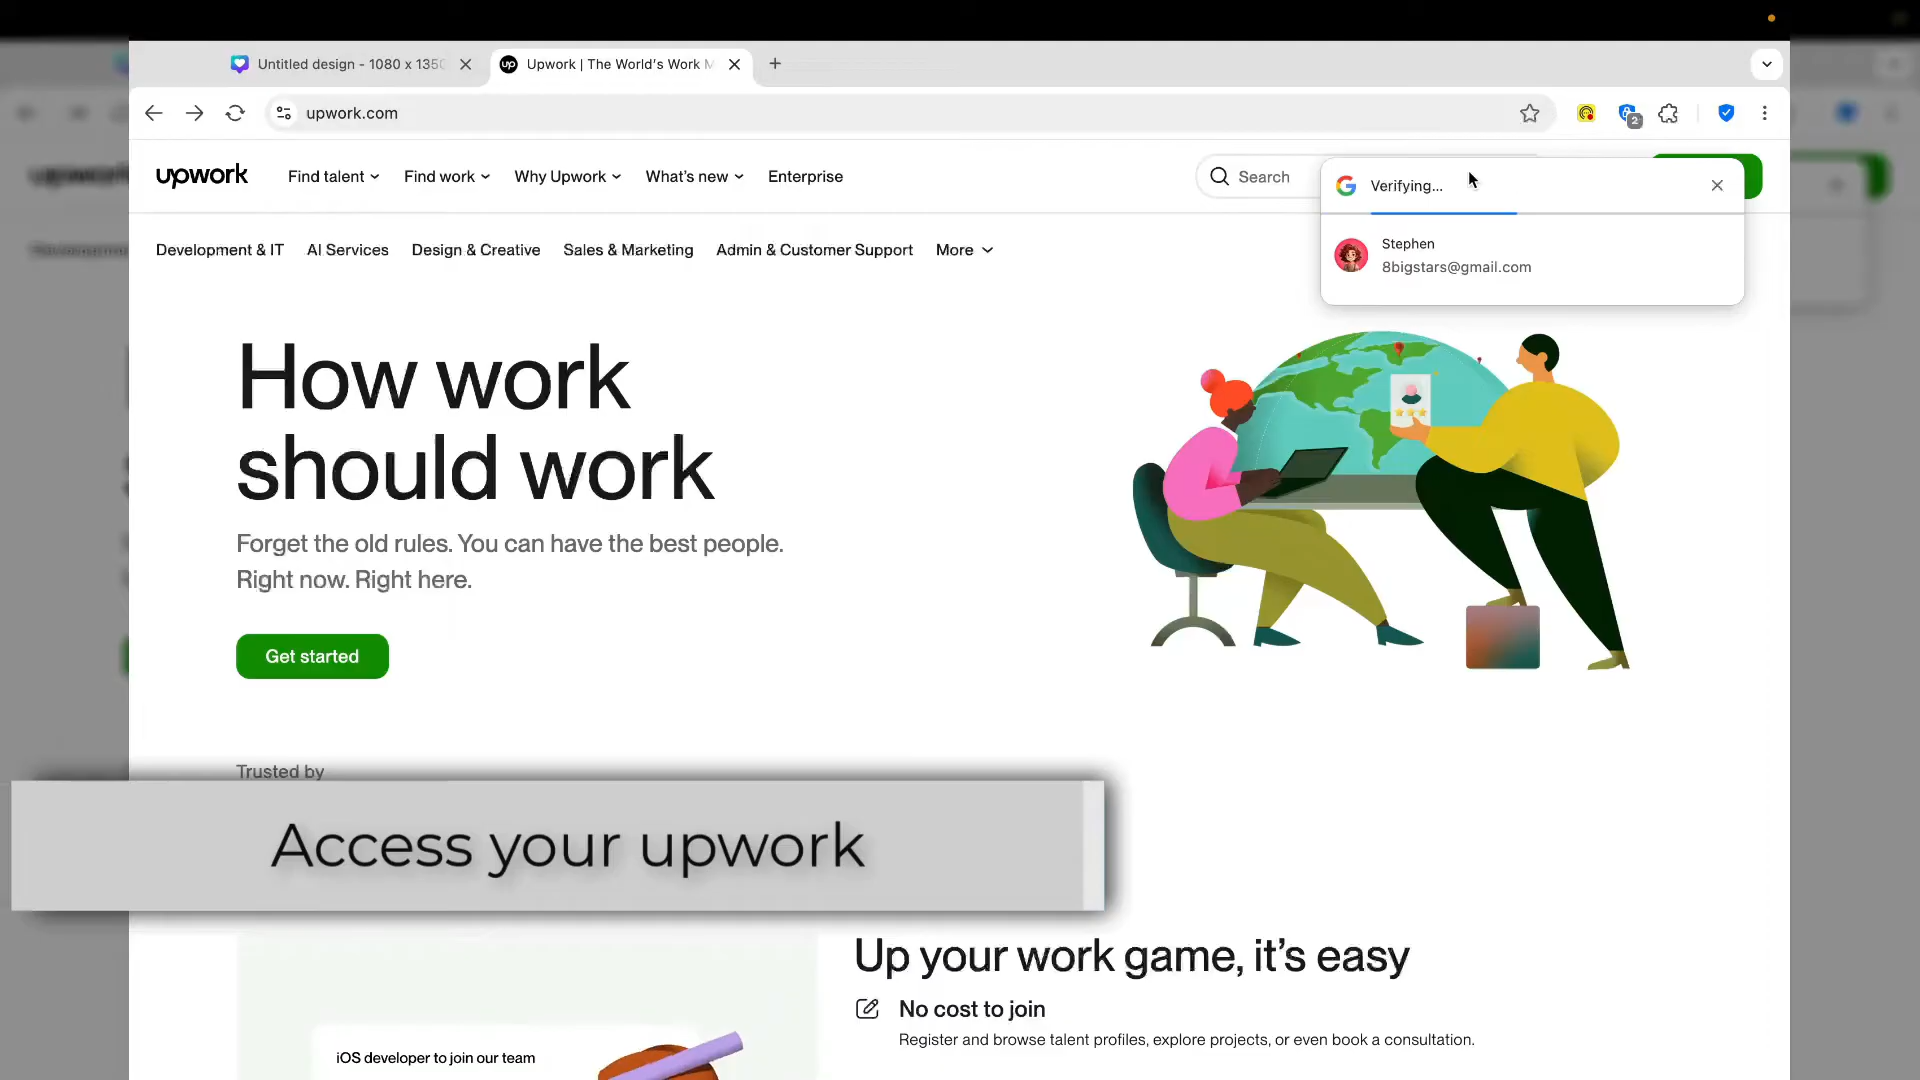 Untitled design - 1080 x 1350
Upwork | The World's Work M
upwork.com
2
upwork
Find talent
Find work
Why Upwork
What's new
Enterprise
Search
Verifying...
Stephen
8bigstars@gmail.com
Development & IT
AI Services
Design & Creative
Sales & Marketing
Admin & Customer Support
More
How work
should work
Forget the old rules. You can have the best people.
Right now. Right here.
Get started
Trusted by
Access your upwork
Up your work game, it's easy
No cost to join
Register and browse talent profiles, explore projects, or even book a consultation.
iOS developer to join our team